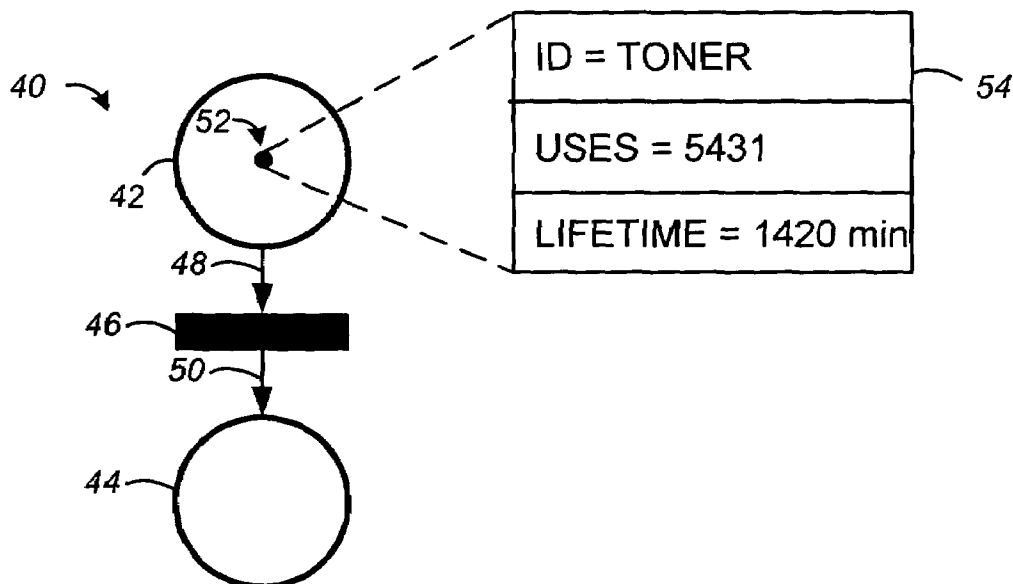 40
52
42
48
46
50
44
ID = TONER
USES = 5431
LIFETIME = 1420 min
54